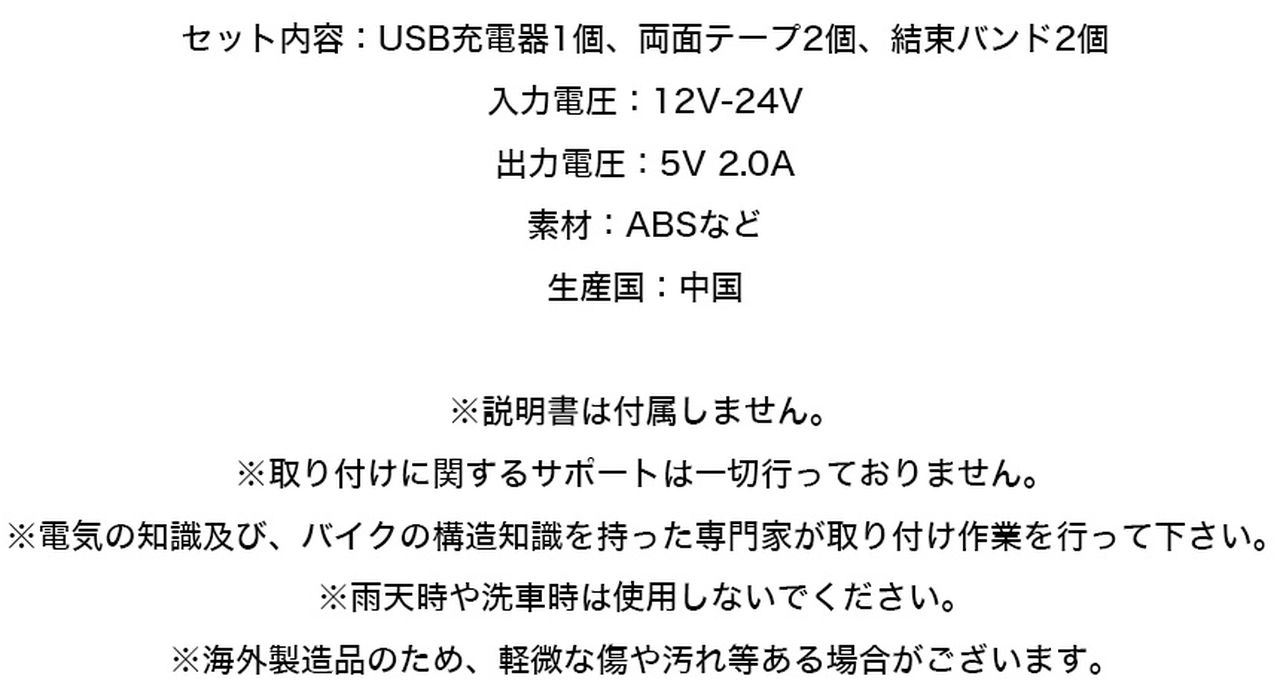 セット内容：USB充電器1個、両面テープ2個、結束バンド2個
入力電圧：12V-24V
出力電圧：5V 2.0A
素材：ABSなど
生産国：中国
※説明書は付属しません。
※取り付けに関するサポートは一切行っておりません。
※電気の知識及び、バイクの構造知識を持った専門家が取り付け作業を行って下さい。
※雨天時や洗車時は使用しないでください。
※海外製造品のため、軽微な傷や汚れ等ある場合がございます。